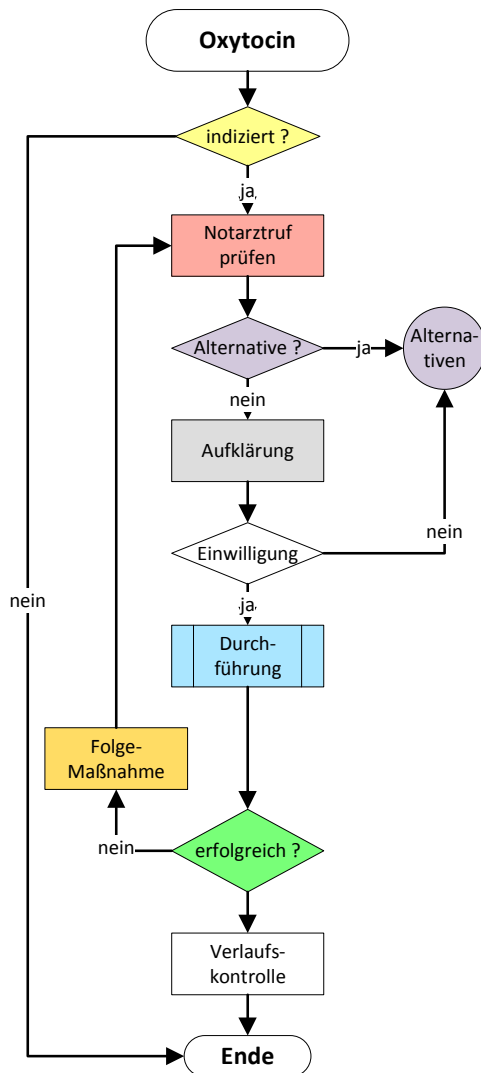 Oxytocin
indiziert ?
ja
Notarztruf
prüfen
Alternative ?
ja
Alterna-
tiven
nein
Aufklärung
nein
Einwilligung
nein
ja
Durch-
führung
Folge-
Maßnahme
erfolgreich ?
nein
Verlaufs-
kontrolle
Ende